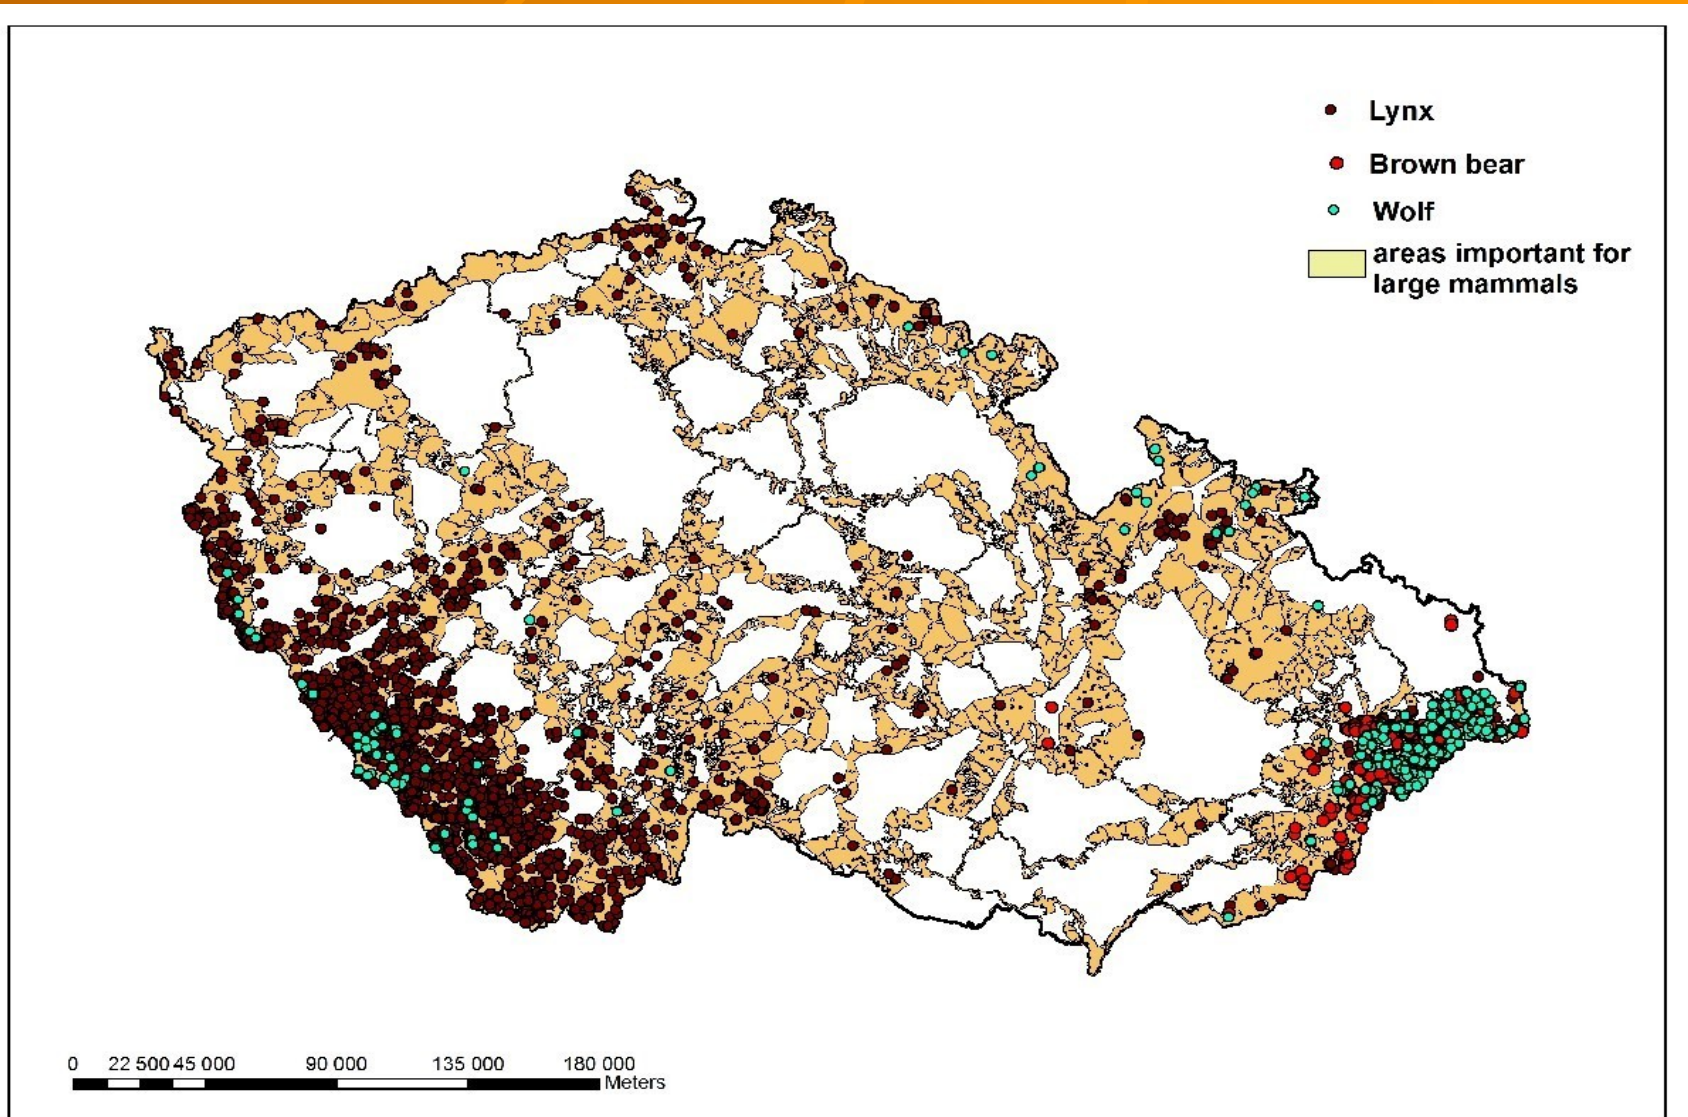 Lynx
Brown bear
Wolf
areas important for
large mammals
0 22 500 45 000 90 000 135 000 180 000
Meters